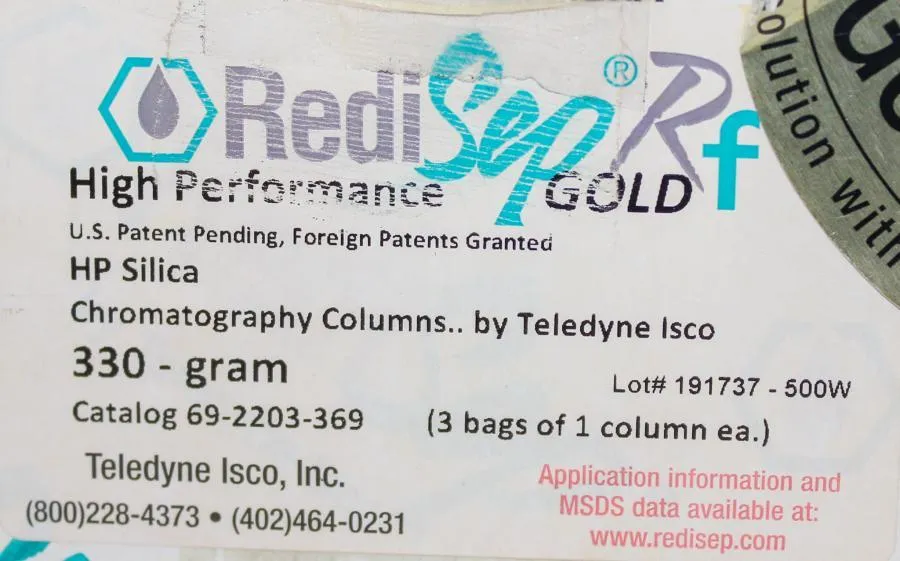 RediSep® Rf
High Performance GOLD
U.S. Patent Pending, Foreign Patents Granted
HP Silica
Chromatography Columns.. by Teledyne Isco
330 - gram
Lot# 191737 - 500W
Catalog 69-2203-369 (3 bags of 1 column ea.)
Teledyne Isco, Inc.
(800)228-4373 • (402)464-0231
Application information and
MSDS data available at:
www.redisep.com
olution with